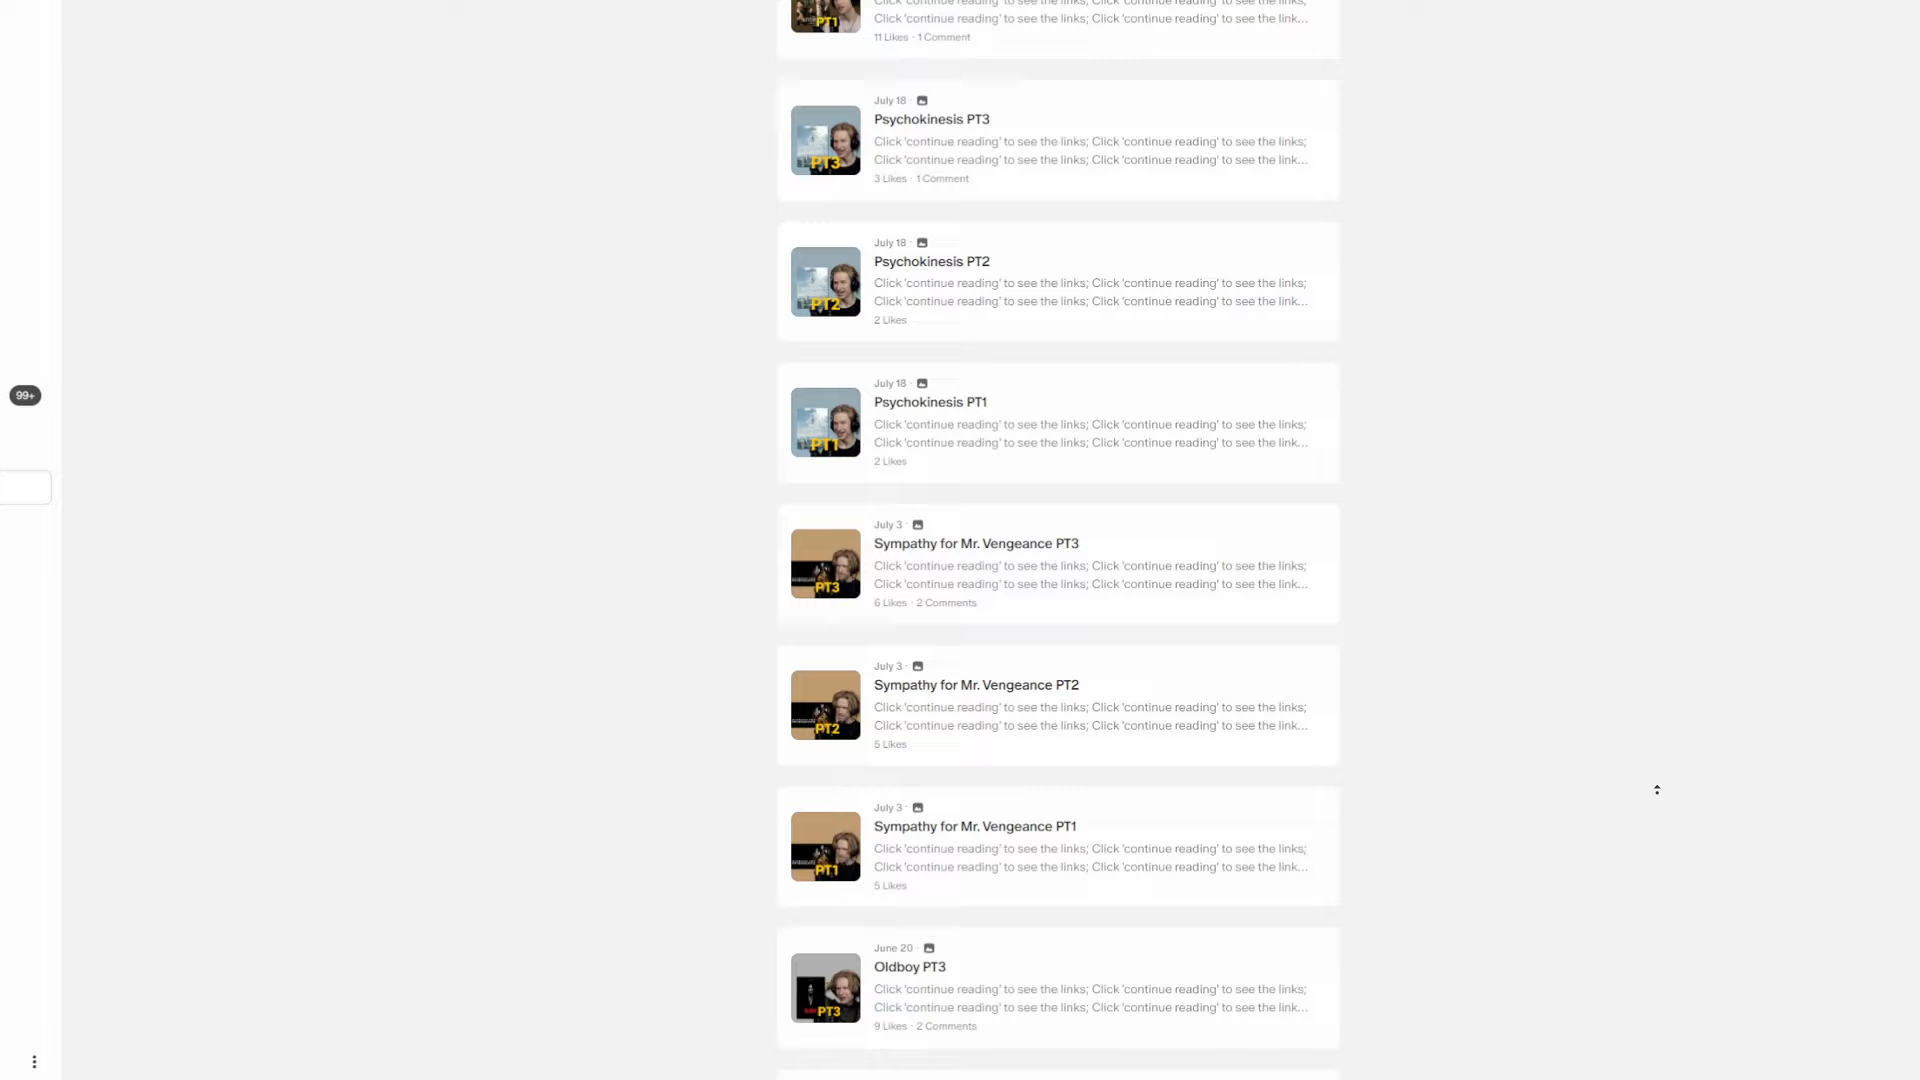 Click 'continue reading' to see the links; Click 'continue reading' to see the links;
Click 'continue reading' to see the links; Click 'continue reading' to see the link...
PT1
11 Likes · 1 Comment
July 18 ·
Psychokinesis PT3
Click 'continue reading' to see the links; Click 'continue reading' to see the links;
Click 'continue reading' to see the links; Click 'continue reading' to see the link...
PT3
3 Likes · 1 Comment
July 18 ·
Psychokinesis PT2
Click 'continue reading' to see the links; Click 'continue reading' to see the links;
Click 'continue reading' to see the links; Click 'continue reading' to see the link...
PT2
2 Likes
July 18 ·
99+
Psychokinesis PT1
Click 'continue reading' to see the links; Click 'continue reading' to see the links;
Click 'continue reading' to see the links; Click 'continue reading' to see the link...
PT1
2 Likes
July 3 ·
Sympathy for Mr. Vengeance PT3
Click 'continue reading' to see the links; Click 'continue reading' to see the links;
Click 'continue reading' to see the links; Click 'continue reading' to see the link...
PT3
6 Likes · 2 Comments
July 3 ·
Sympathy for Mr. Vengeance PT2
Click 'continue reading' to see the links; Click 'continue reading' to see the links;
Click 'continue reading' to see the links; Click 'continue reading' to see the link...
PT2
5 Likes
July 3 ·
Sympathy for Mr. Vengeance PT1
Click 'continue reading' to see the links; Click 'continue reading' to see the links;
Click 'continue reading' to see the links; Click 'continue reading' to see the link...
PT1
5 Likes
June 20 ·
Oldboy PT3
Click 'continue reading' to see the links; Click 'continue reading' to see the links;
Click 'continue reading' to see the links; Click 'continue reading' to see the link...
PT3
9 Likes · 2 Comments